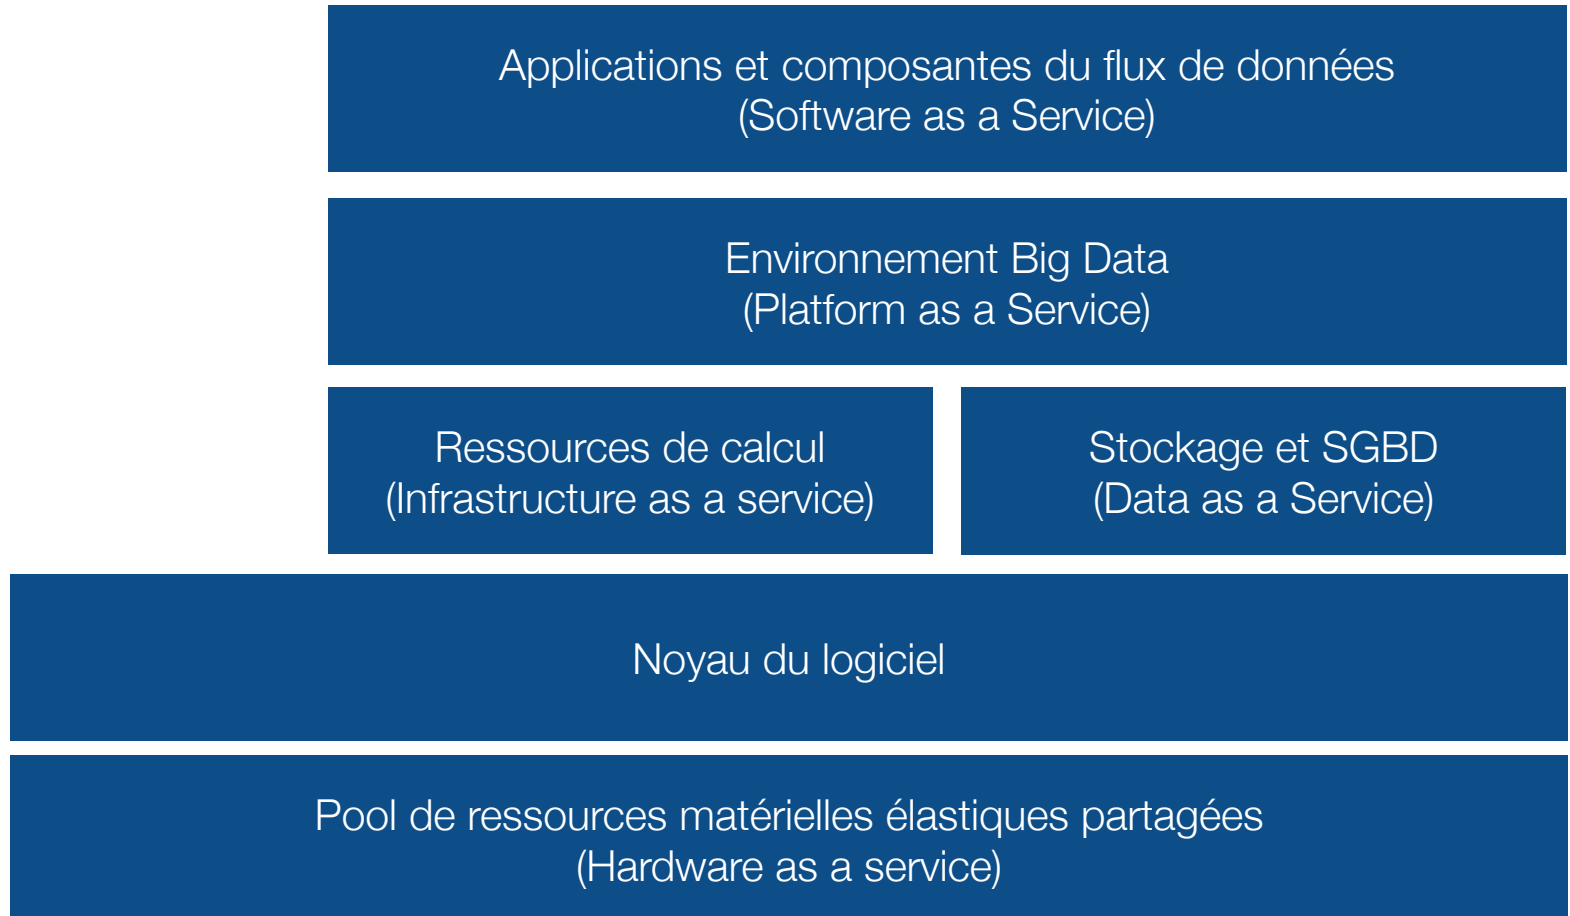 Applications et composantes du flux de données
(Software as a Service)
Environnement Big Data
(Platform as a Service)
Ressources de calcul
(Infrastructure as a service)
Stockage et SGBD
(Data as a Service)
Noyau du logiciel
Pool de ressources matérielles élastiques partagées
(Hardware as a service)